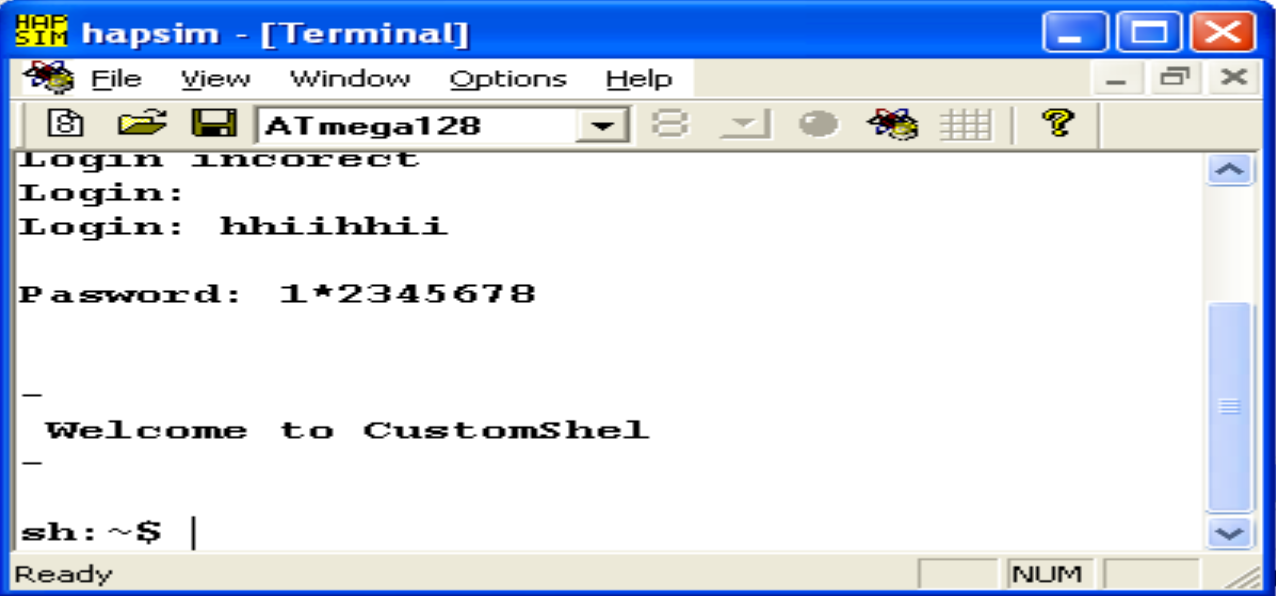 HAP SIM hapsim - [Terminal]
File View Window Options Help
ATmega128
Login incorect
Login:
Login: hhiihhii
Pasword: 1*2345678
-
Welcome to CustomShel
-
sh:~$
Ready NUM